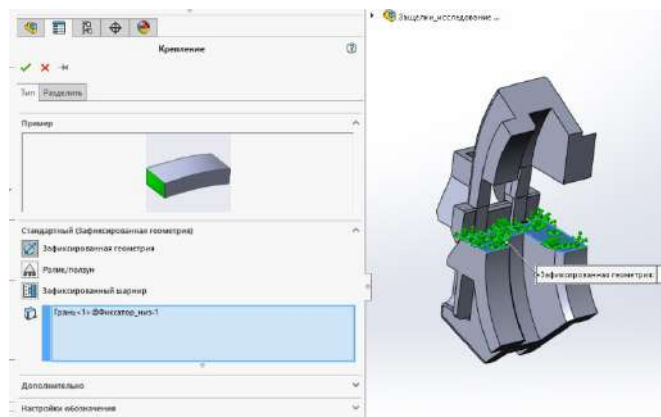 Крепление
Тип Разделить
Пример
Стандартный (Зафиксированная геометрия)
Зафиксированная геометрия
Ролик/ползун
Зафиксированный шарнир
Грань<1>@Фиксатор_низ-1
Дополнительно
Настройки обозначения
Защелки_исследование ...
Зафиксированная геометрия: